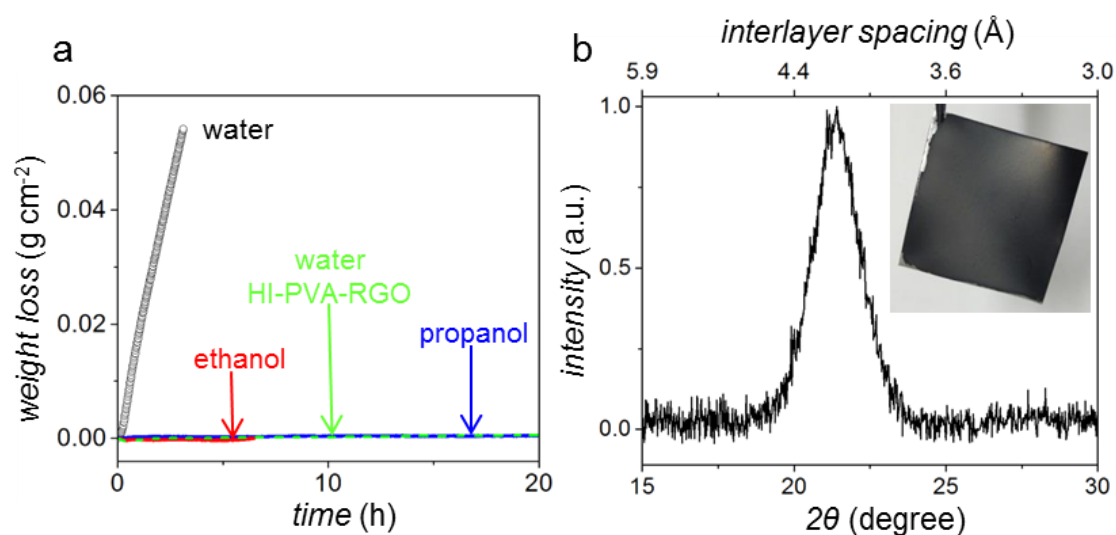 a
weight loss (g cm⁻²)
0.06
0.04
0.02
0.00
water
water
HI-PVA-RGO
ethanol
propanol
0
10
20
time (h)
b
interlayer spacing (Å)
5.9 4.4 3.6 3.0
intensity (a.u.)
1.0
0.5
0.0
15 20 25 30
2θ (degree)